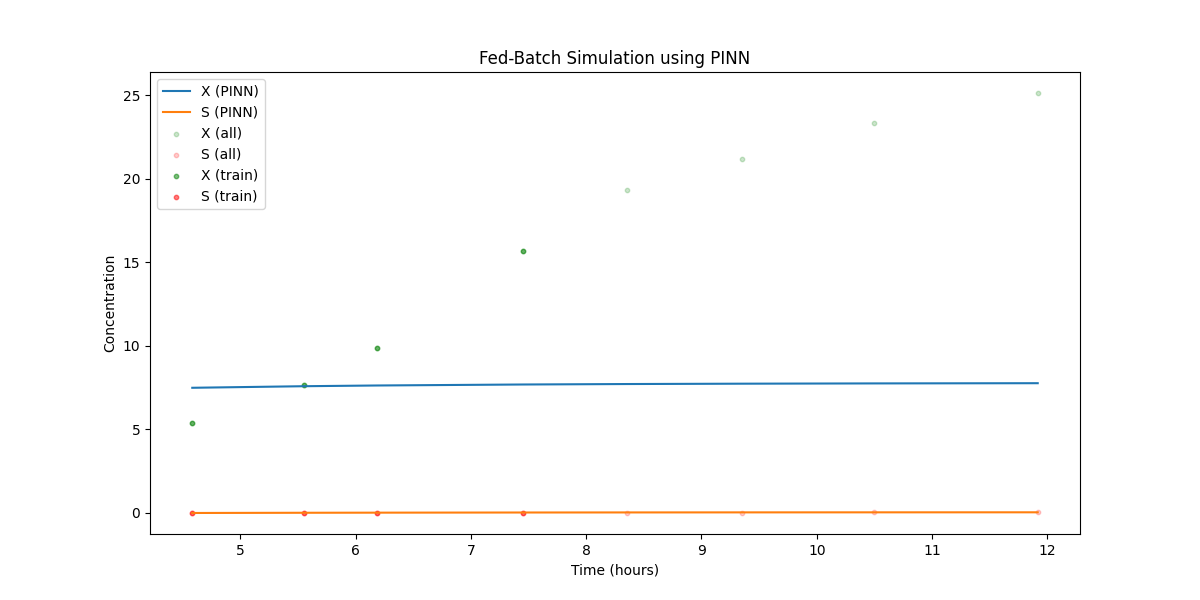 Fed-Batch Simulation using PINN
X (PINN)
S (PINN)
X (all)
S (all)
X (train)
S (train)
25
20
15
10
5
0
Concentration
5 6 7 8 9 10 11 12
Time (hours)